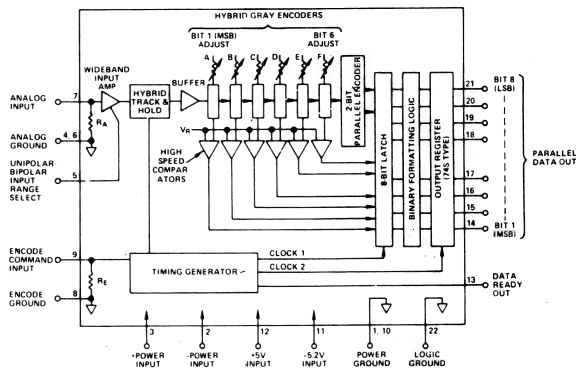 HYBRID GRAY ENCODERS
BIT 1 (MSB)
ADJUST
BIT 6
ADJUST
A
B
C
D
E
F
WIDEBAND
INPUT
AMP
HYBRID
TRACK &
HOLD
BUFFER
2 BIT
PARALLEL ENCODER
8-BIT LATCH
BINARY FORMATTING LOGIC
OUTPUT REGISTER
(74S TYPE)
ANALOG
INPUT
7
RA
ANALOG
GROUND
4, 6
UNIPOLAR/
BIPOLAR
INPUT
RANGE
SELECT
5
VR
HIGH
SPEED
COMPAR
ATORS
21
BIT 8
(LSB)
20
19
18
PARALLEL
DATA OUT
17
16
15
14
BIT 1
(MSB)
ENCODE
COMMAND
INPUT
9
RE
ENCODE
GROUND
8
TIMING GENERATOR
CLOCK 1
CLOCK 2
13
DATA
READY
OUT
3
+POWER
INPUT
2
-POWER
INPUT
12
+5V
INPUT
11
-5.2V
INPUT
1, 10
POWER
GROUND
22
LOGIC
GROUND